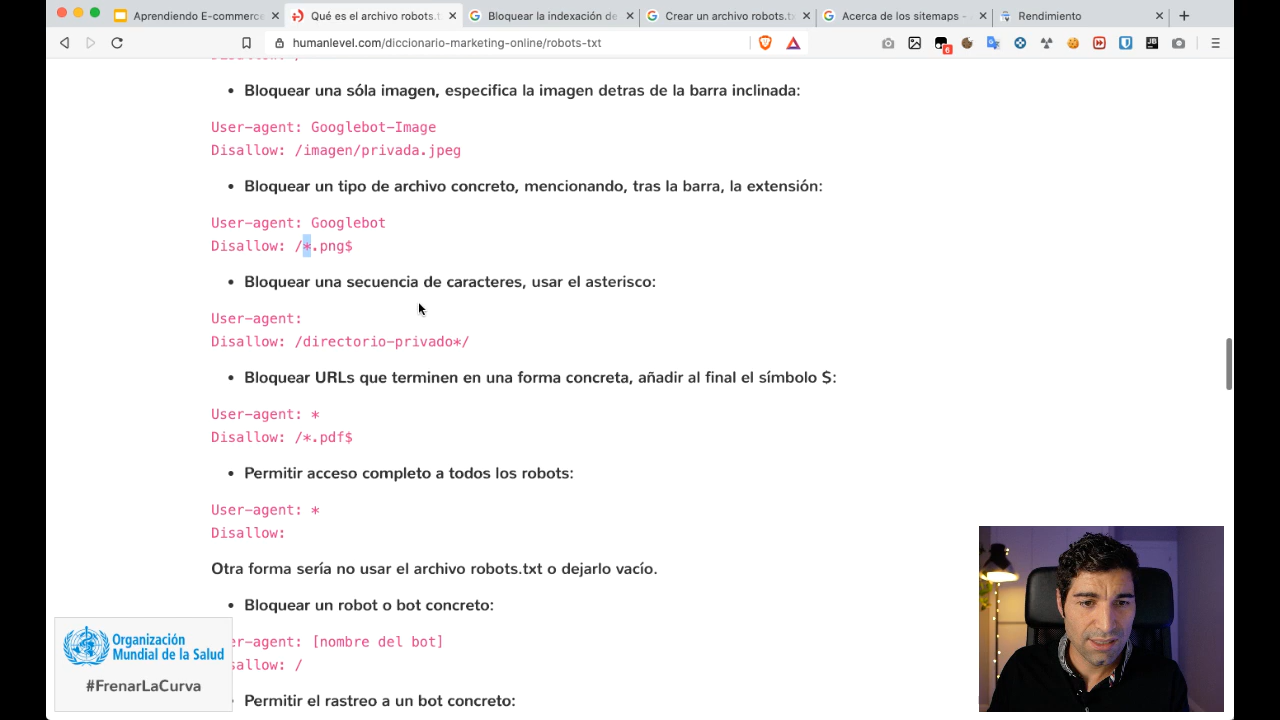 Aprendiendo E-commerce
Qué es el archivo robots.t
Bloquear la indexación de
Crear un archivo robots.tx
Acerca de los sitemaps -
Rendimiento
humanlevel.com/diccionario-marketing-online/robots-txt
6
• Bloquear una sóla imagen, especifica la imagen detras de la barra inclinada:
User-agent: Googlebot-Image
Disallow: /imagen/privada.jpeg
• Bloquear un tipo de archivo concreto, mencionando, tras la barra, la extensión:
User-agent: Googlebot
Disallow: /*.png$
• Bloquear una secuencia de caracteres, usar el asterisco:
User-agent:
Disallow: /directorio-privado*/
• Bloquear URLs que terminen en una forma concreta, añadir al final el símbolo $:
User-agent: *
Disallow: /*.pdf$
• Permitir acceso completo a todos los robots:
User-agent: *
Disallow:
Otra forma sería no usar el archivo robots.txt o dejarlo vacío.
• Bloquear un robot o bot concreto:
er-agent: [nombre del bot]
sallow: /
• Permitir el rastreo a un bot concreto:
Organización
Mundial de la Salud
#FrenarLaCurva